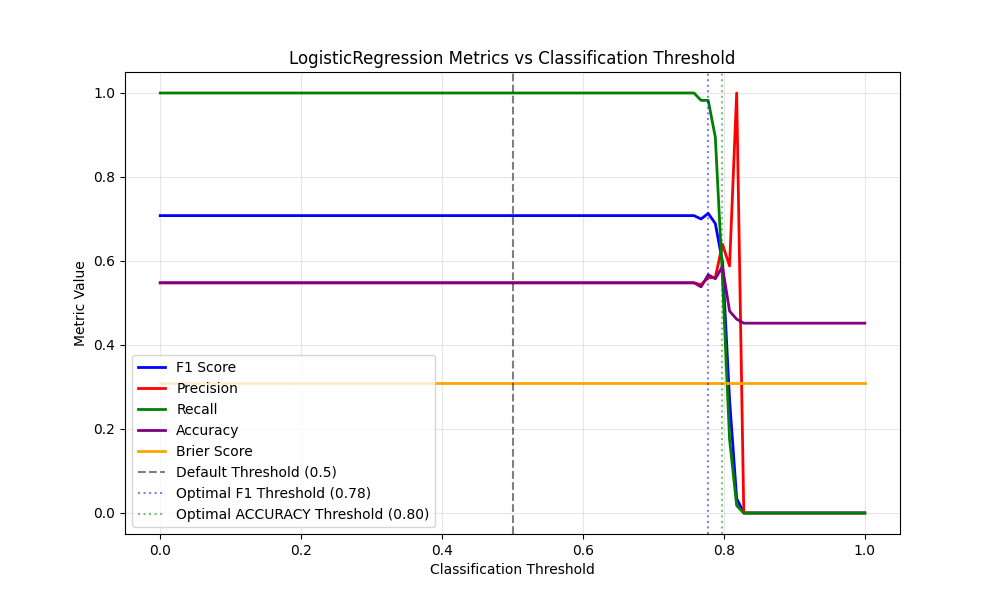 LogisticRegression Metrics vs Classification Threshold
1.0
0.8
0.6
0.4
0.2
0.0
Metric Value
F1 Score
Precision
Recall
Accuracy
Brier Score
Default Threshold (0.5)
Optimal F1 Threshold (0.78)
Optimal ACCURACY Threshold (0.80)
0.0 0.2 0.4 0.6 0.8 1.0
Classification Threshold